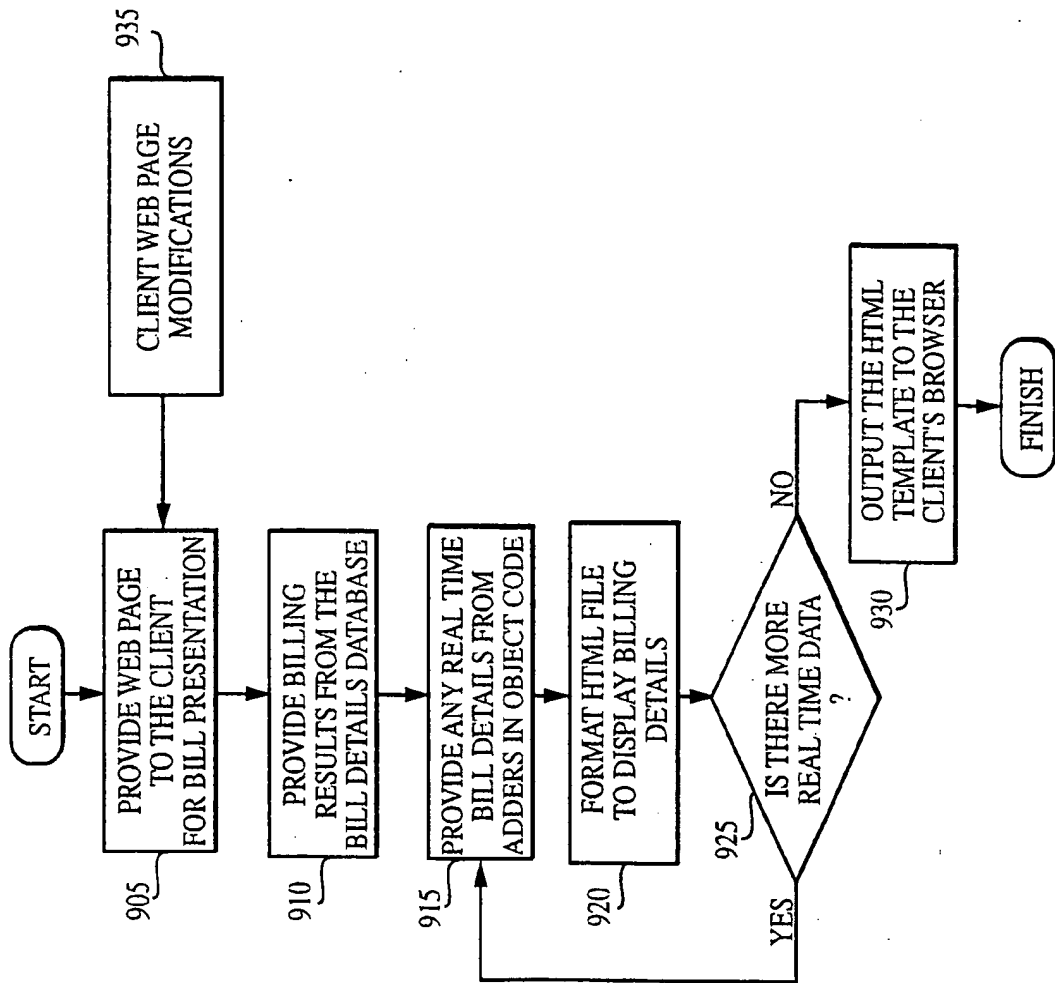 START
PROVIDE WEB PAGE
TO THE CLIENT
FOR BILL PRESENTATION
905
CLIENT WEB PAGE
MODIFICATIONS
935
PROVIDE BILLING
RESULTS FROM THE
BILL DETAILS DATABASE
910
PROVIDE ANY REAL TIME
BILL DETAILS FROM
ADDERS IN OBJECT CODE
915
FORMAT HTML FILE
TO DISPLAY BILLING
DETAILS
920
IS THERE MORE
REAL TIME DATA
?
925
YES
NO
OUTPUT THE HTML
TEMPLATE TO THE
CLIENT'S BROWSER
930
FINISH